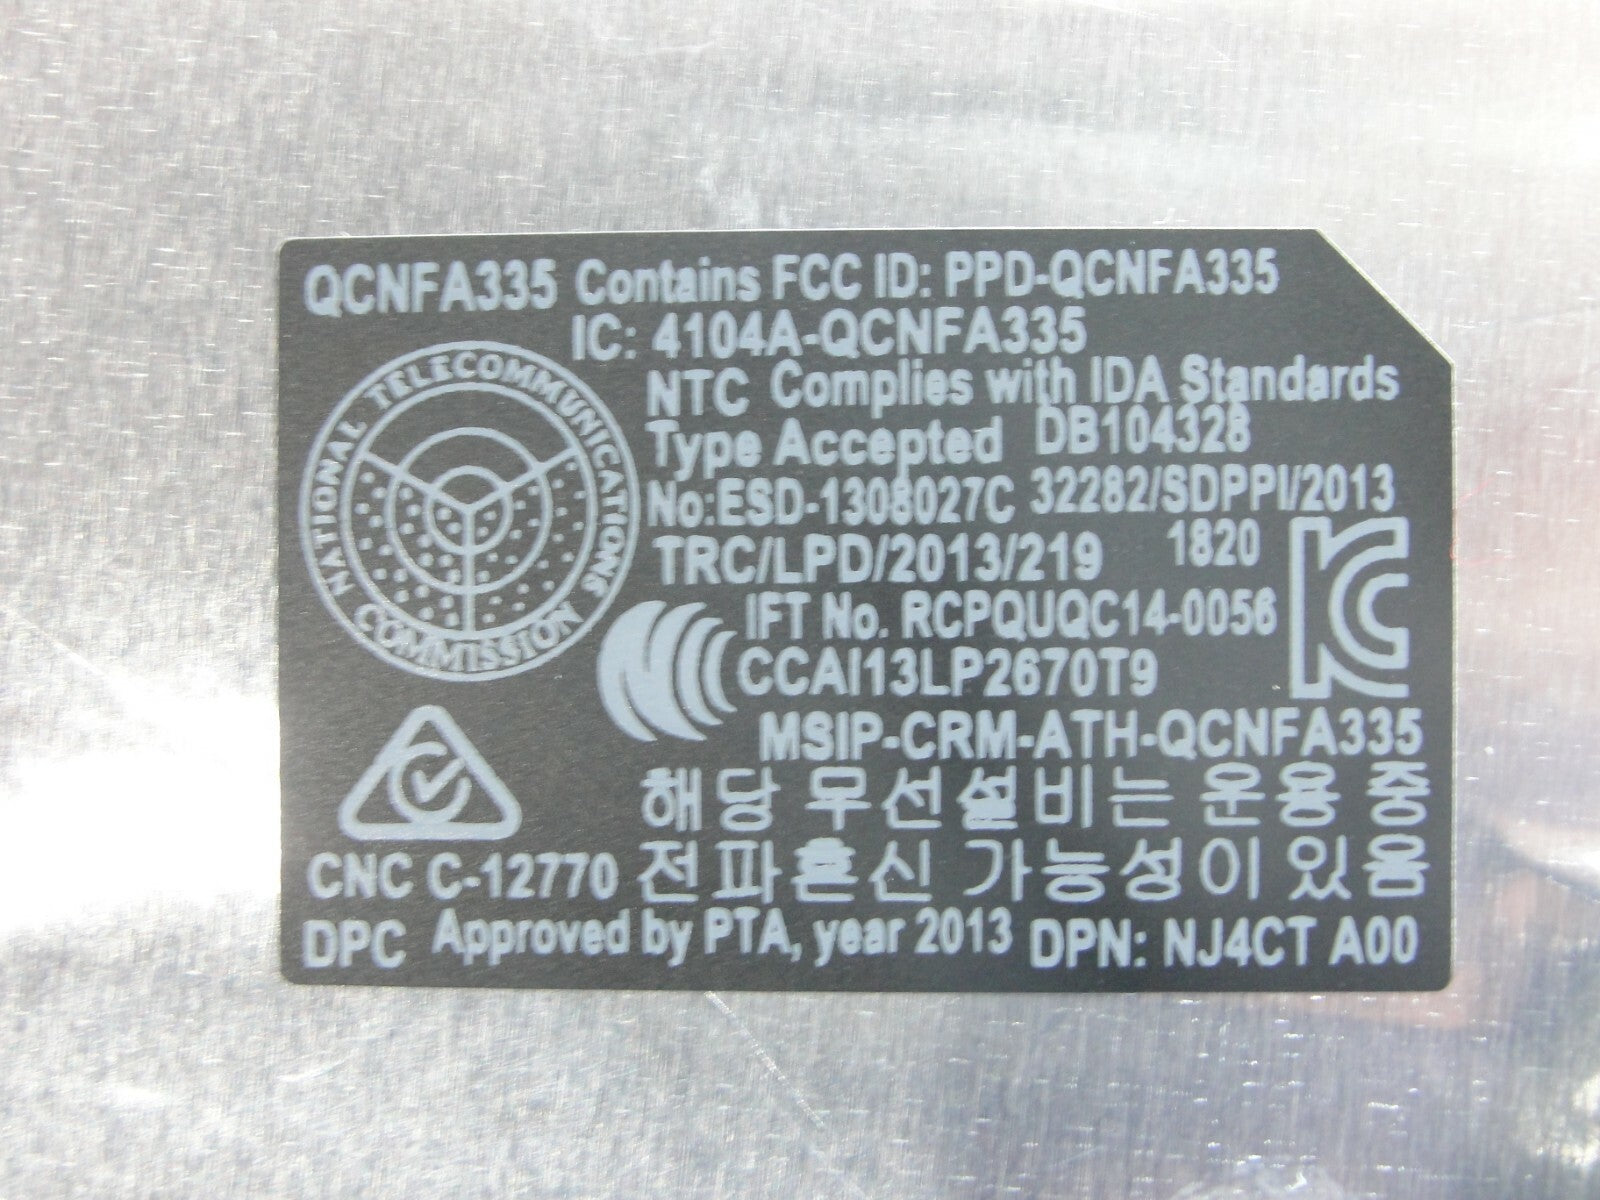 QCNFA335 Contains FCC ID: PPD-QCNFA335
IC: 4104A-QCNFA335
NATIONAL TELECOMMUNICATIONS COMMISSION
NTC Complies with IDA Standards
Type Accepted DB104328
No:ESD-1308027C 32282/SDPPI/2013
TRC/LPD/2013/219 1820
IFT No. RCPQUQC14-0056
CCAI13LP2670T9
MSIP-CRM-ATH-QCNFA335
해당 무선설비는 운용 중
CNC C-12770 전파혼신 가능성이 있음
DPC Approved by PTA, year 2013 DPN: NJ4CT A00